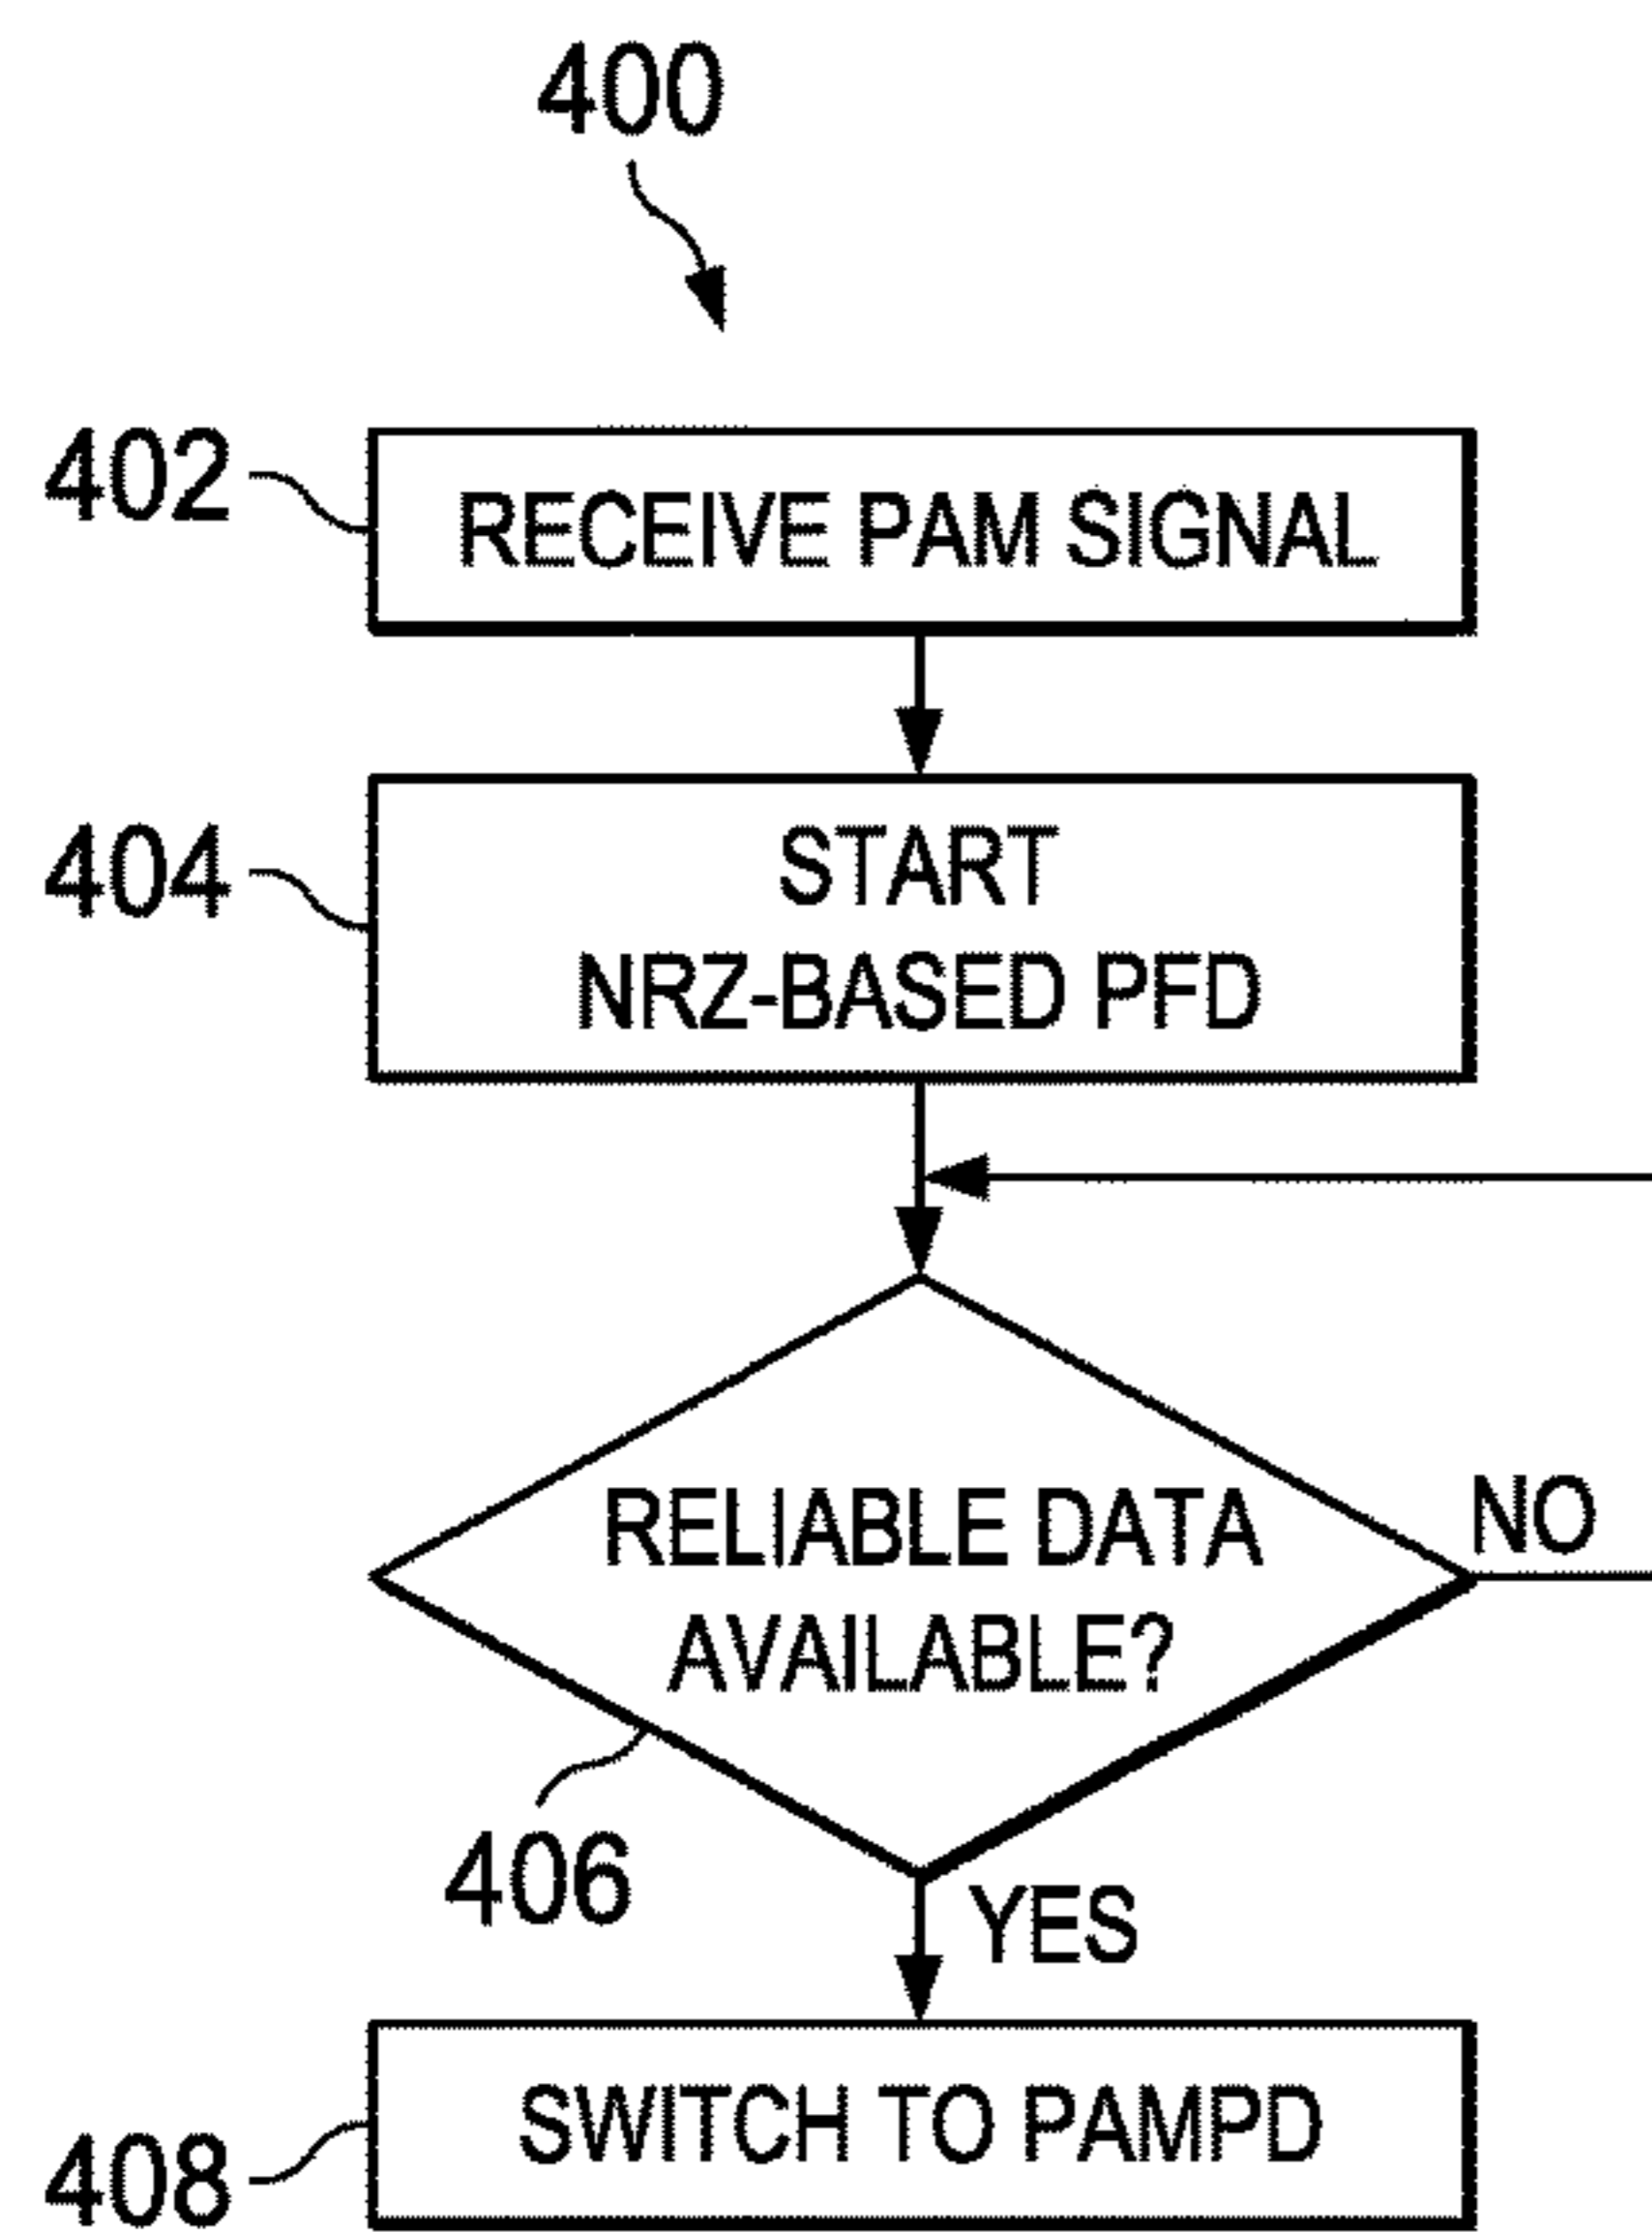 400
402
RECEIVE PAM SIGNAL
404
START
NRZ-BASED PFD
RELIABLE DATA
AVAILABLE?
NO
406
YES
SWITCH TO PAMPD
408